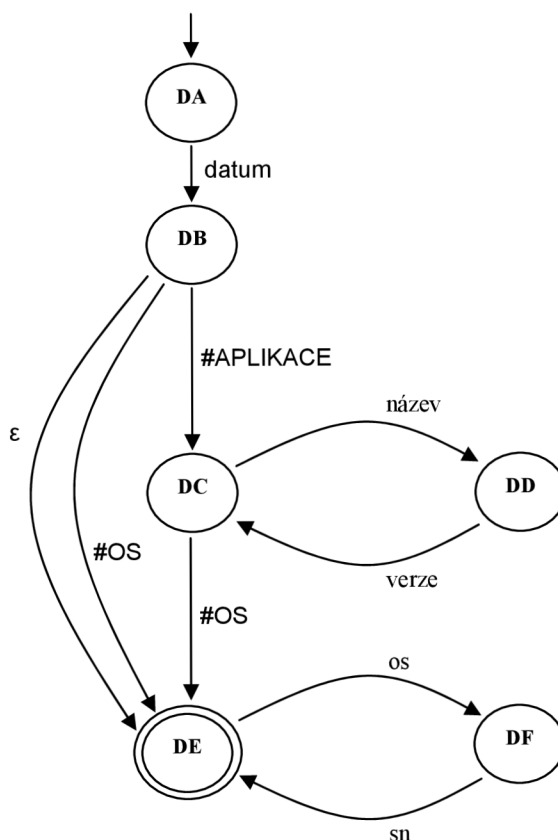 DA
datum
DB
#APLIKACE
název
ε
DC
DD
#OS
verze
#OS
os
DE
DF
sn